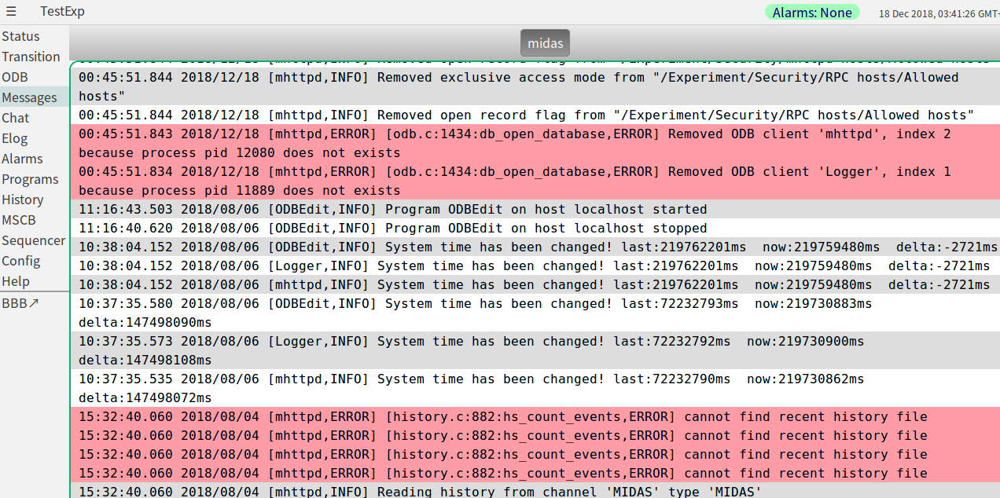 ☰ TestExp Alarms: None 18 Dec 2018, 03:41:26 GMT-
Status
Transition
ODB
Messages
Chat
Elog
Alarms
Programs
History
MSCB
Sequencer
Config
Help
BBB↗
midas
00:45:51.844 2018/12/18 [mhttpd,INFO] Removed exclusive access mode from "/Experiment/Security/RPC hosts/Allowed
hosts"
00:45:51.844 2018/12/18 [mhttpd,INFO] Removed open record flag from "/Experiment/Security/RPC hosts/Allowed hosts"
00:45:51.843 2018/12/18 [mhttpd,ERROR] [odb.c:1434:db_open_database,ERROR] Removed ODB client 'mhttpd', index 2
because process pid 12080 does not exists
00:45:51.834 2018/12/18 [mhttpd,ERROR] [odb.c:1434:db_open_database,ERROR] Removed ODB client 'Logger', index 1
because process pid 11889 does not exists
11:16:43.503 2018/08/06 [ODBEdit,INFO] Program ODBEdit on host localhost started
11:16:40.620 2018/08/06 [ODBEdit,INFO] Program ODBEdit on host localhost stopped
10:38:04.152 2018/08/06 [ODBEdit,INFO] System time has been changed! last:219762201ms  now:219759480ms  delta:-2721ms
10:38:04.152 2018/08/06 [Logger,INFO] System time has been changed! last:219762201ms  now:219759480ms  delta:-2721ms
10:38:04.152 2018/08/06 [mhttpd,INFO] System time has been changed! last:219762201ms  now:219759480ms  delta:-2721ms
10:37:35.580 2018/08/06 [ODBEdit,INFO] System time has been changed! last:72232793ms  now:219730883ms
delta:147498090ms
10:37:35.573 2018/08/06 [Logger,INFO] System time has been changed! last:72232792ms  now:219730900ms
delta:147498108ms
10:37:35.535 2018/08/06 [mhttpd,INFO] System time has been changed! last:72232790ms  now:219730862ms
delta:147498072ms
15:32:40.060 2018/08/04 [mhttpd,ERROR] [history.c:882:hs_count_events,ERROR] cannot find recent history file
15:32:40.060 2018/08/04 [mhttpd,ERROR] [history.c:882:hs_count_events,ERROR] cannot find recent history file
15:32:40.060 2018/08/04 [mhttpd,ERROR] [history.c:882:hs_count_events,ERROR] cannot find recent history file
15:32:40.060 2018/08/04 [mhttpd,ERROR] [history.c:882:hs_count_events,ERROR] cannot find recent history file
15:32:40.060 2018/08/04 [mhttpd,INFO] Reading history from channel 'MIDAS' type 'MIDAS'